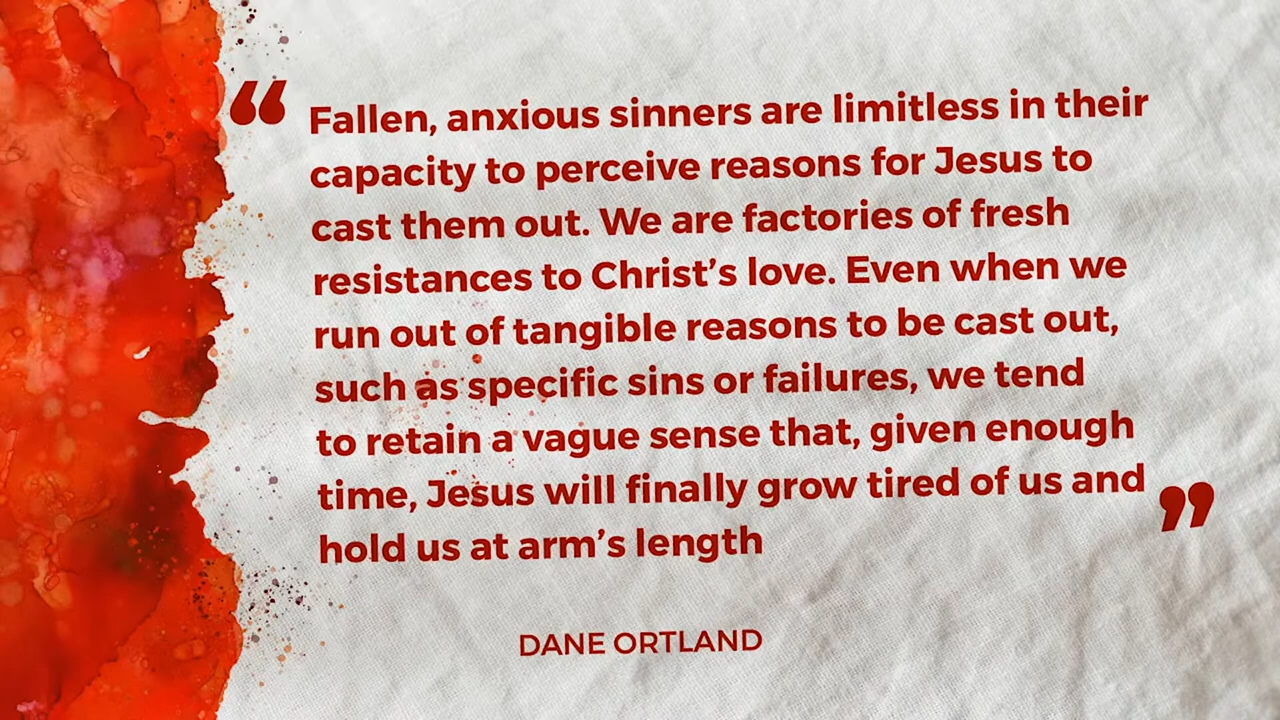 “ Fallen, anxious sinners are limitless in their
capacity to perceive reasons for Jesus to
cast them out. We are factories of fresh
resistances to Christ’s love. Even when we
run out of tangible reasons to be cast out,
such as specific sins or failures, we tend
to retain a vague sense that, given enough
time, Jesus will finally grow tired of us and
hold us at arm’s length ”
DANE ORTLAND